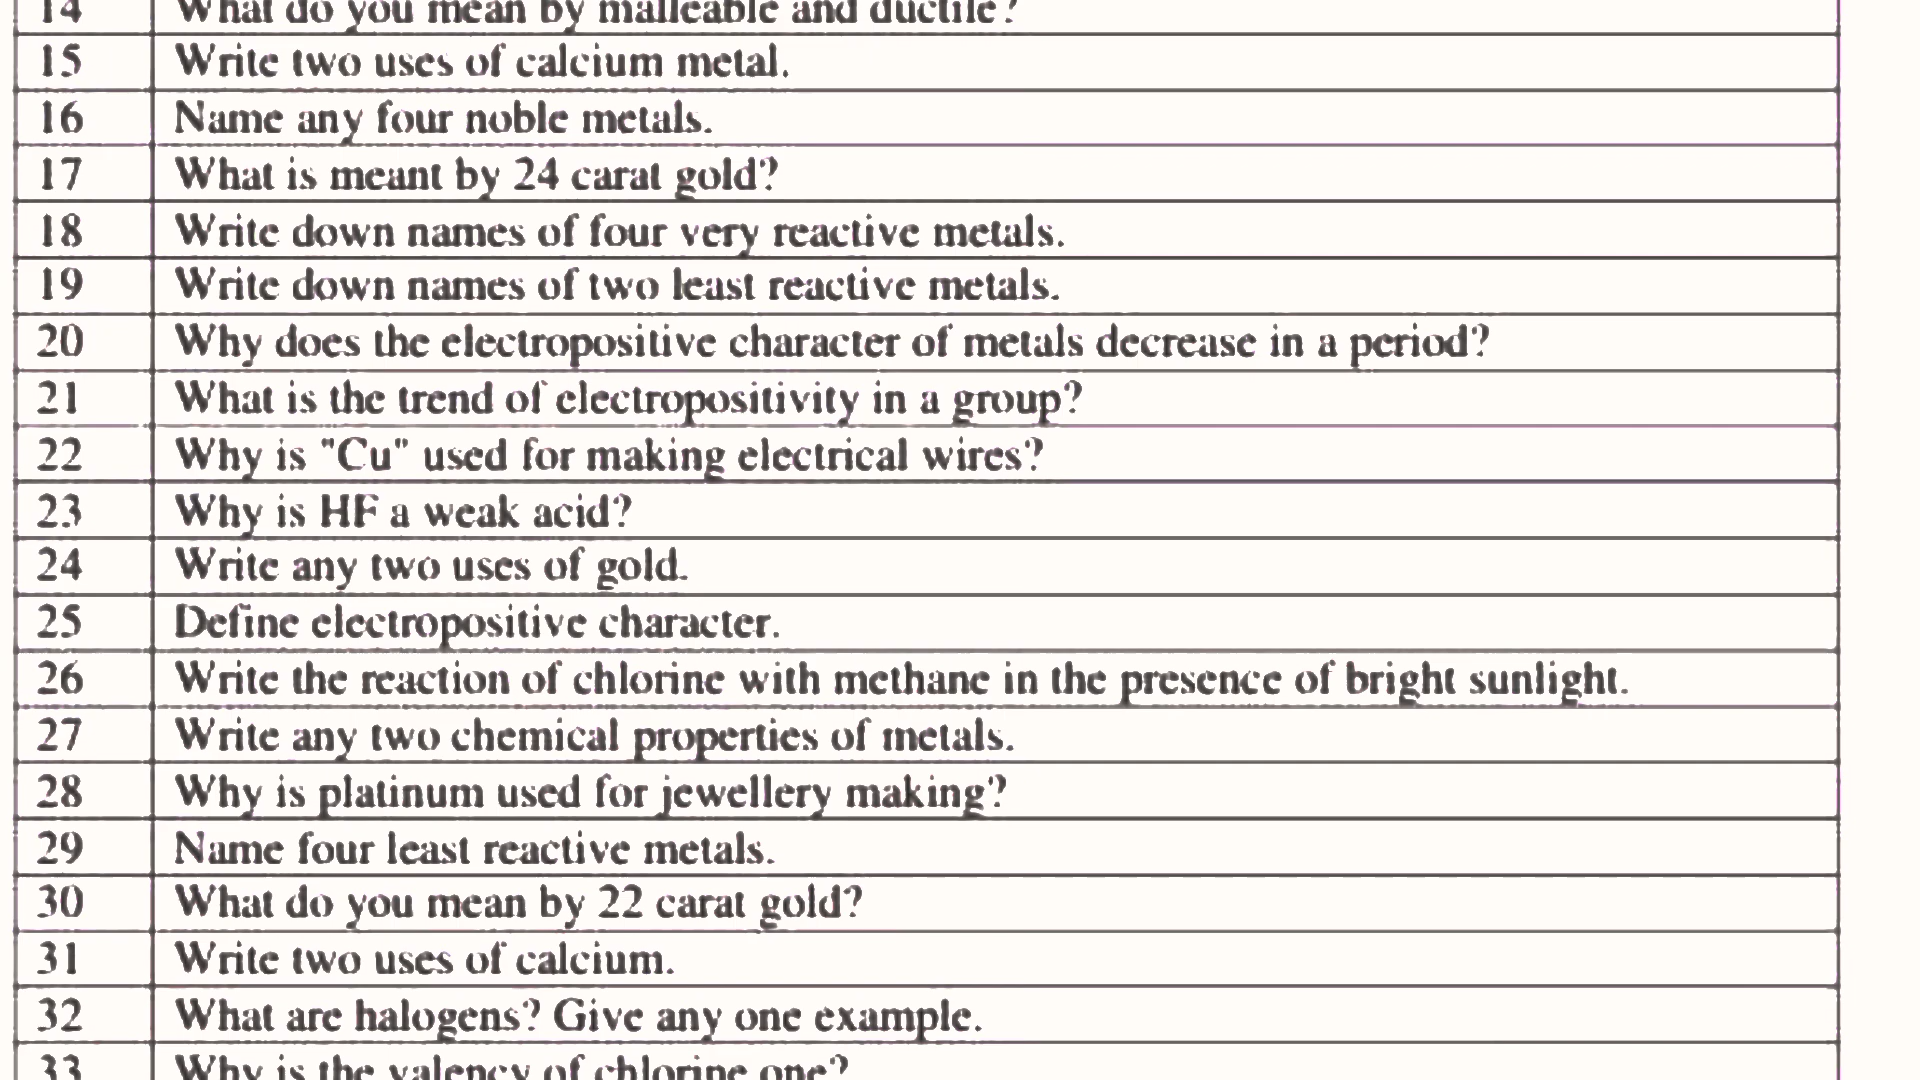 14 What do you mean by malleable and ductile?
15 Write two uses of calcium metal.
16 Name any four noble metals.
17 What is meant by 24 carat gold?
18 Write down names of four very reactive metals.
19 Write down names of two least reactive metals.
20 Why does the electropositive character of metals decrease in a period?
21 What is the trend of electropositivity in a group?
22 Why is "Cu" used for making electrical wires?
23 Why is HF a weak acid?
24 Write any two uses of gold.
25 Define electropositive character.
26 Write the reaction of chlorine with methane in the presence of bright sunlight.
27 Write any two chemical properties of metals.
28 Why is platinum used for jewellery making?
29 Name four least reactive metals.
30 What do you mean by 22 carat gold?
31 Write two uses of calcium.
32 What are halogens? Give any one example.
33 Why is the valency of chlorine one?